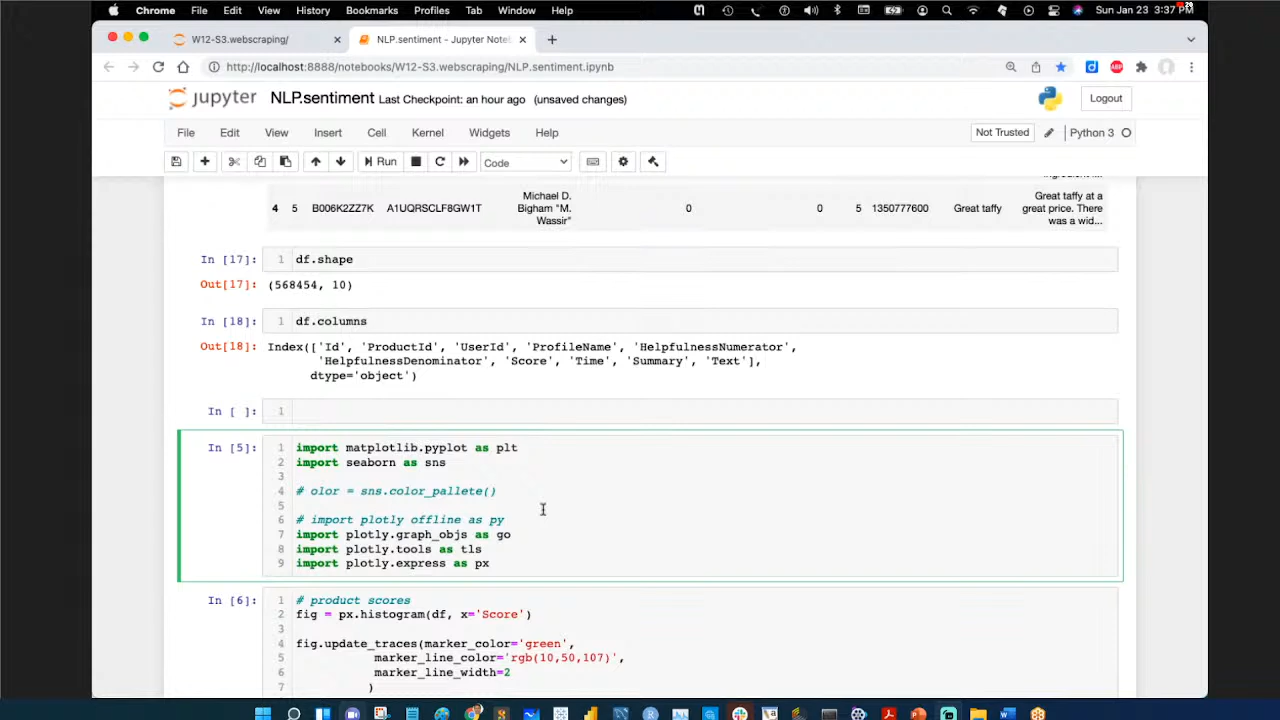 Chrome File Edit View History Bookmarks Profiles Tab Window Help Sun Jan 23 3:37 PM
W12-S3.webscraping/ NLP.sentiment - Jupyter Note
http://localhost:8888/notebooks/W12-S3.webscraping/NLP.sentiment.ipynb
jupyter NLP.sentiment Last Checkpoint: an hour ago (unsaved changes) Logout
File Edit View Insert Cell Kernel Widgets Help Not Trusted Python 3
Run Code
4 5 B006K2ZZ7K A1UQRSCLF8GW1T Michael D. Bigham "M. Wassir" 0 0 5 1350777600 Great taffy Great taffy at a great price. There was a wid...
In [17]: 1 df.shape
Out[17]: (568454, 10)
In [18]: 1 df.columns
Out[18]: Index(['Id', 'ProductId', 'UserId', 'ProfileName', 'HelpfulnessNumerator',
'HelpfulnessDenominator', 'Score', 'Time', 'Summary', 'Text'],
dtype='object')
In [ ]: 1
In [5]: 1 import matplotlib.pyplot as plt
2 import seaborn as sns
3
4 # olor = sns.color_pallete()
5
6 # import plotly offline as py
7 import plotly.graph_objs as go
8 import plotly.tools as tls
9 import plotly.express as px
In [6]: 1 # product scores
2 fig = px.histogram(df, x='Score')
3
4 fig.update_traces(marker_color='green',
5 marker_line_color='rgb(10,50,107)',
6 marker_line_width=2
7 )